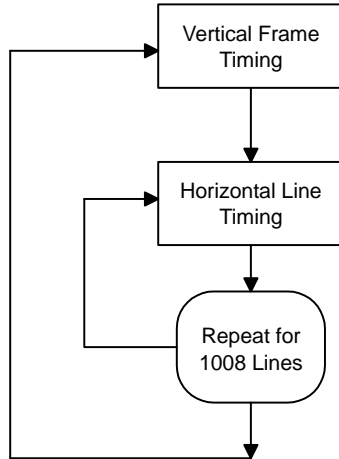 Vertical Frame
Timing
Horizontal Line
Timing
Repeat for
1008 Lines